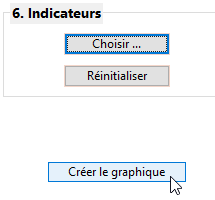 6. Indicateurs
Choisir ...
Réinitialiser
Créer le graphique